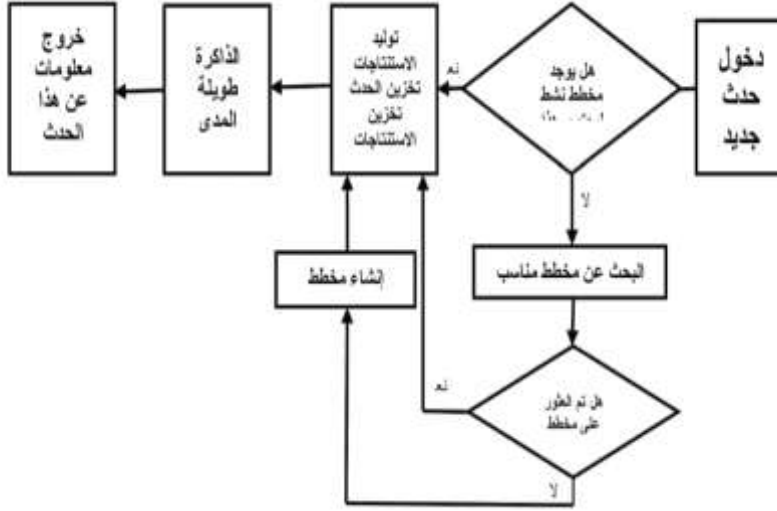 دخول
حدث
جديد
هل يوجد
مخطط نشط
نعم
لا
توليد
الاستنتاجات
تخزين الحدث
تخزين
الاستنتاجات
الذاكرة
طويلة
المدى
خروج
معلومات
عن هذا
الحدث
البحث عن مخطط مناسب
إنشاء مخطط
هل تم العثور
على مخطط
نعم
لا